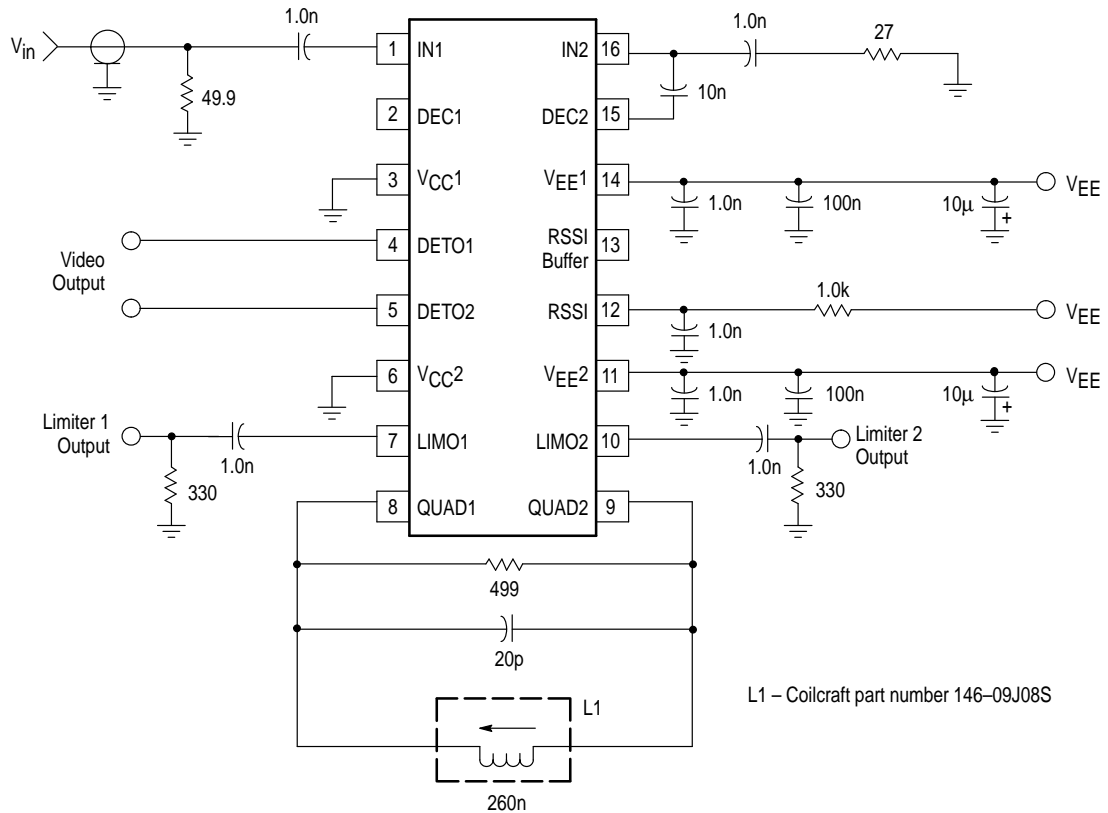 1.0n
Vin
49.9
1 IN1
2 DEC1
3 VCC1
4 DETO1
5 DETO2
6 VCC2
7 LIMO1
8 QUAD1
IN2 16
DEC2 15
VEE1 14
RSSI
Buffer
13
RSSI 12
VEE2 11
LIMO2 10
QUAD2 9
1.0n
27
10n
1.0n
100n
10µ
+
VEE
1.0k
1.0n
VEE
1.0n
100n
10µ
+
VEE
Video
Output
Limiter 1
Output
1.0n
330
1.0n
Limiter 2
Output
330
499
20p
L1
260n
L1 – Coilcraft part number 146–09J08S